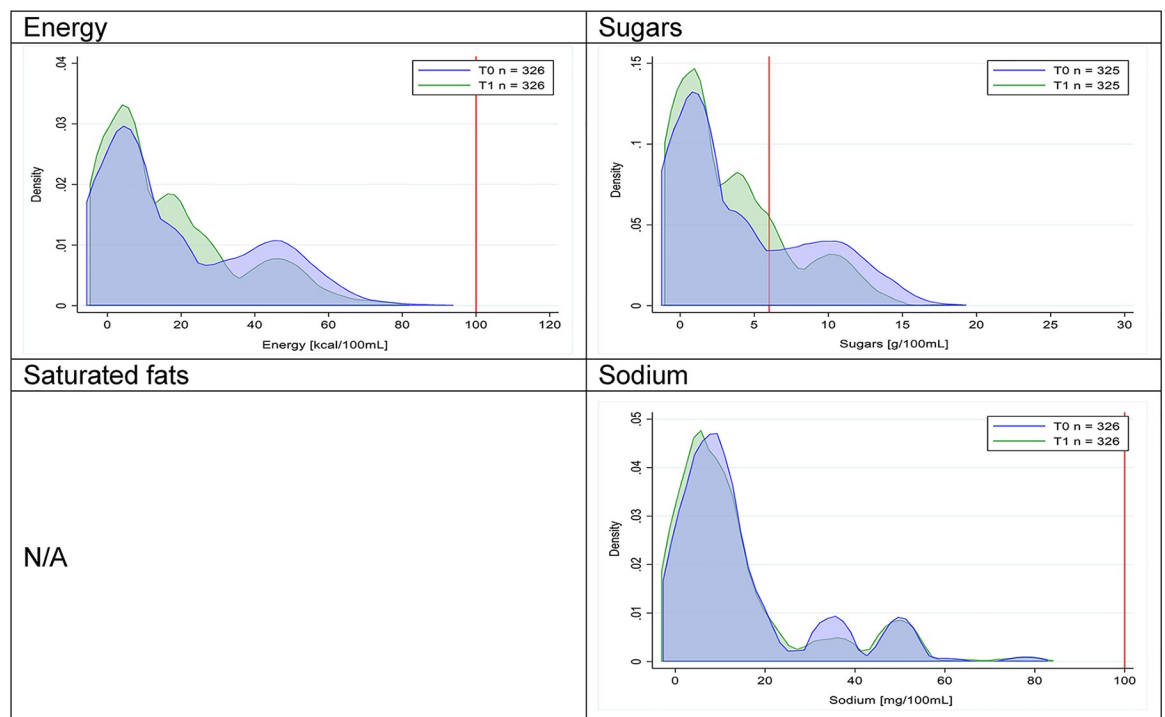 Energy
Sugars
T0 n = 326
T1 n = 326
.04
.03
.02
.01
0
Density
0 20 40 60 80 100 120
Energy [kcal/100mL]
T0 n = 325
T1 n = 325
.15
.1
.05
0
Density
0 5 10 15 20 25 30
Sugars [g/100mL]
Saturated fats
Sodium
N/A
T0 n = 326
T1 n = 326
.05
.04
.03
.02
.01
0
Density
0 20 40 60 80 100
Sodium [mg/100mL]